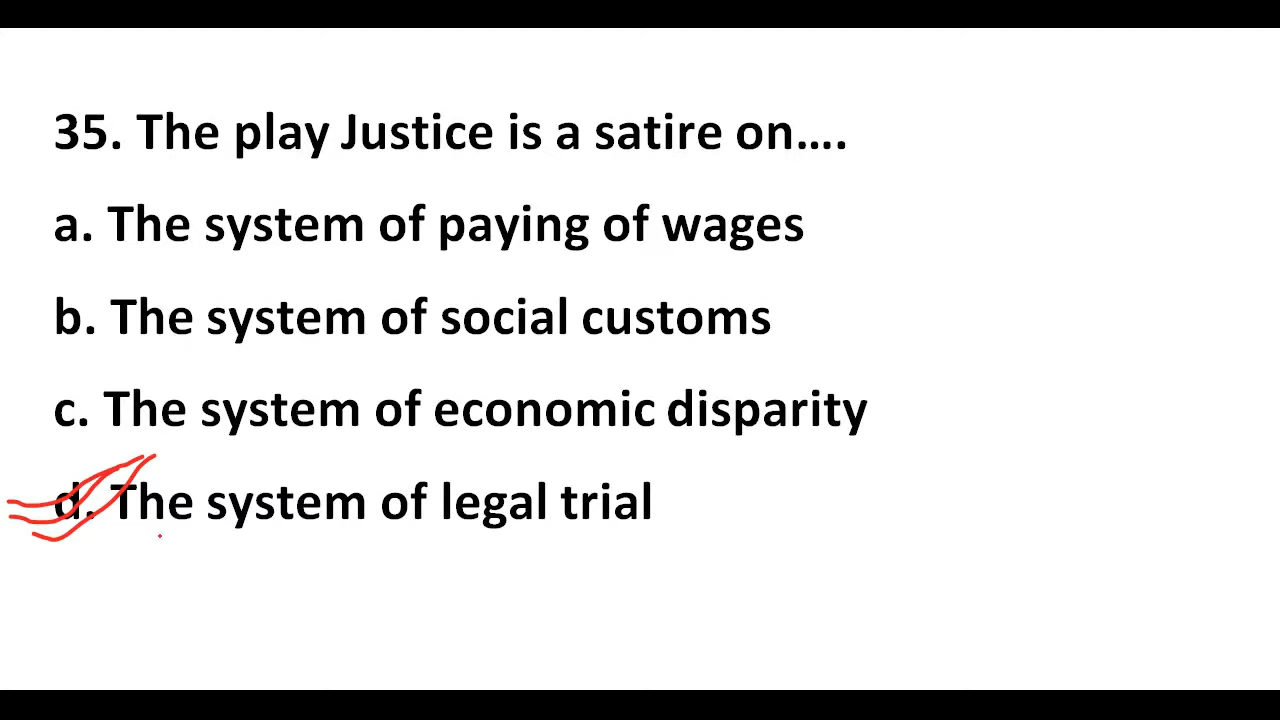 35. The play Justice is a satire on....
a. The system of paying of wages
b. The system of social customs
c. The system of economic disparity
d. The system of legal trial